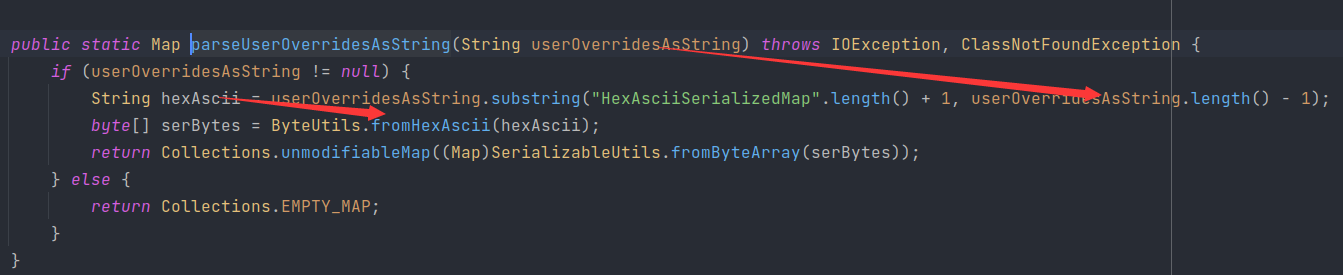 public static Map parseUserOverridesAsString(String userOverridesAsString) throws IOException, ClassNotFoundException {
    if (userOverridesAsString != null) {
        String hexAscii = userOverridesAsString.substring("HexAsciiSerializedMap".length() + 1, userOverridesAsString.length() - 1);
        byte[] serBytes = ByteUtils.fromHexAscii(hexAscii);
        return Collections.unmodifiableMap((Map)SerializableUtils.fromByteArray(serBytes));
    } else {
        return Collections.EMPTY_MAP;
    }
}